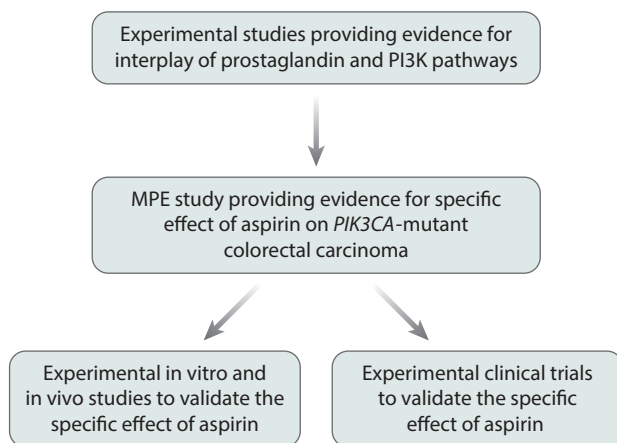 Experimental studies providing evidence for
interplay of prostaglandin and PI3K pathways
MPE study providing evidence for specific
effect of aspirin on PIK3CA-mutant
colorectal carcinoma
Experimental in vitro and
in vivo studies to validate the
specific effect of aspirin
Experimental clinical trials
to validate the specific
effect of aspirin